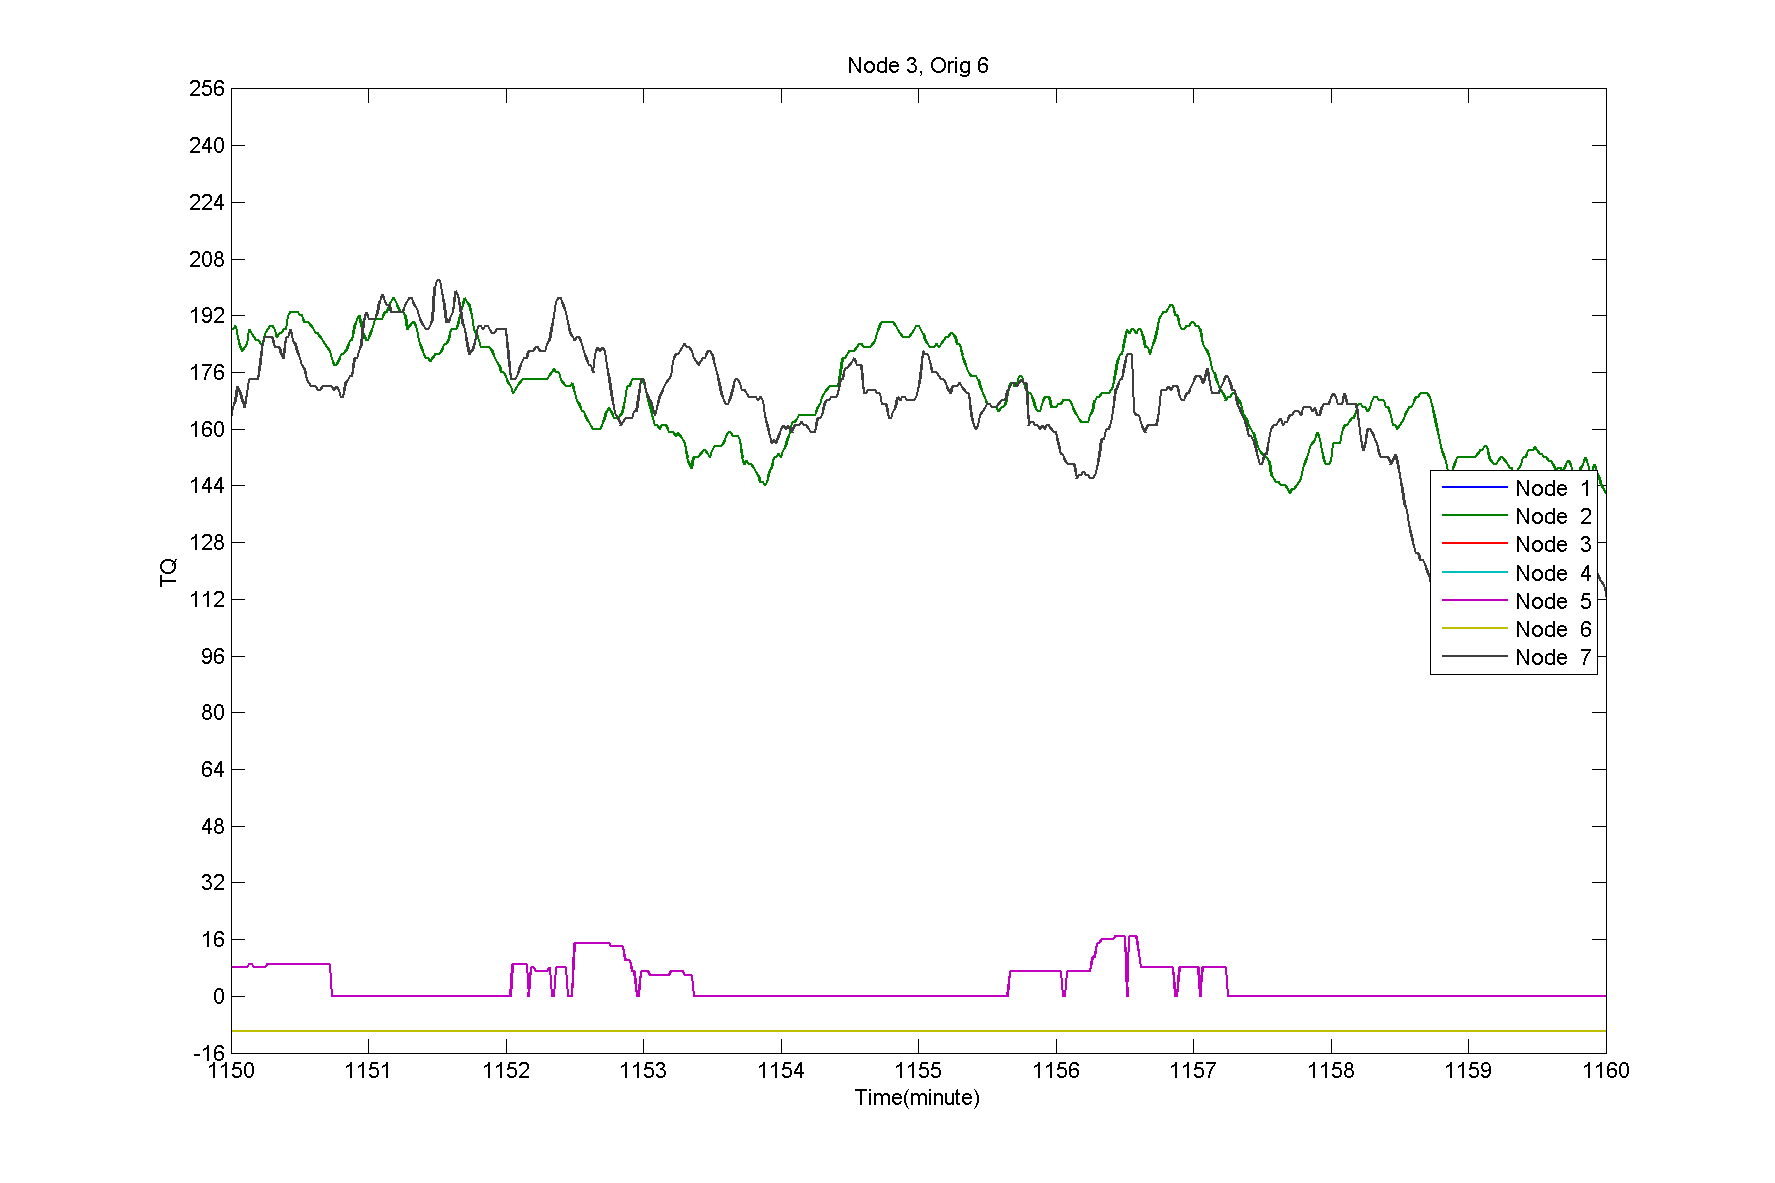 Node 3, Orig 6
256
240
224
208
192
176
160
144
128
112
96
80
64
48
32
16
0
-16
TQ
Node 1
Node 2
Node 3
Node 4
Node 5
Node 6
Node 7
1150 1151 1152 1153 1154 1155 1156 1157 1158 1159 1160
Time(minute)